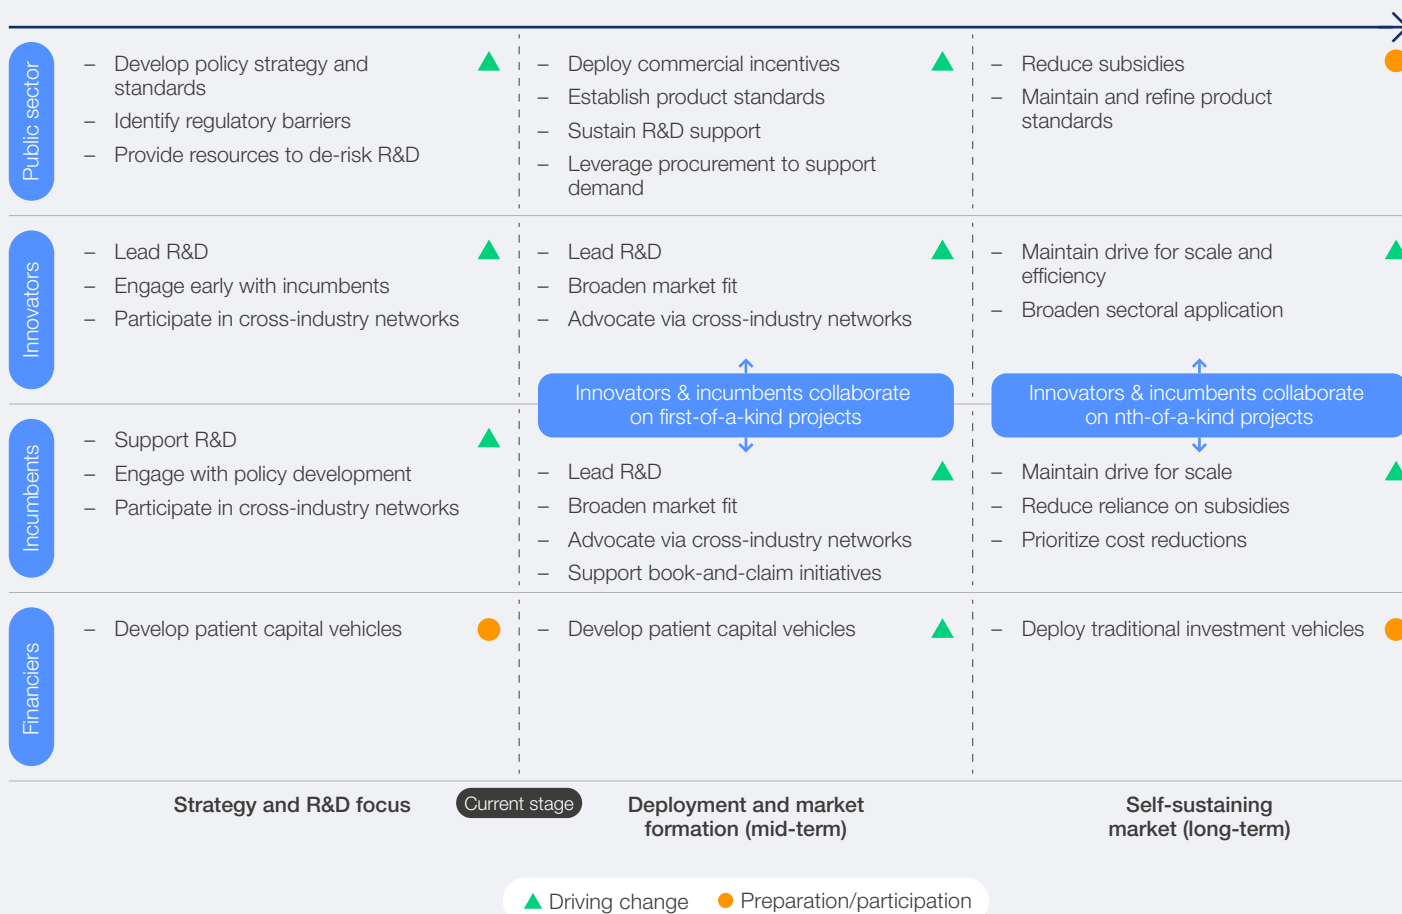 Public sector
– Develop policy strategy and
standards
– Identify regulatory barriers
– Provide resources to de-risk R&D
– Deploy commercial incentives
– Establish product standards
– Sustain R&D support
– Leverage procurement to support
demand
– Reduce subsidies
– Maintain and refine product
standards
Innovators
– Lead R&D
– Engage early with incumbents
– Participate in cross-industry networks
– Lead R&D
– Broaden market fit
– Advocate via cross-industry networks
– Maintain drive for scale and
efficiency
– Broaden sectoral application
Innovators & incumbents collaborate
on first-of-a-kind projects
Innovators & incumbents collaborate
on nth-of-a-kind projects
Incumbents
– Support R&D
– Engage with policy development
– Participate in cross-industry networks
– Lead R&D
– Broaden market fit
– Advocate via cross-industry networks
– Support book-and-claim initiatives
– Maintain drive for scale
– Reduce reliance on subsidies
– Prioritize cost reductions
Financiers
– Develop patient capital vehicles
– Develop patient capital vehicles
– Deploy traditional investment vehicles
Strategy and R&D focus
Current stage
Deployment and market
formation (mid-term)
Self-sustaining
market (long-term)
Driving change
Preparation/participation